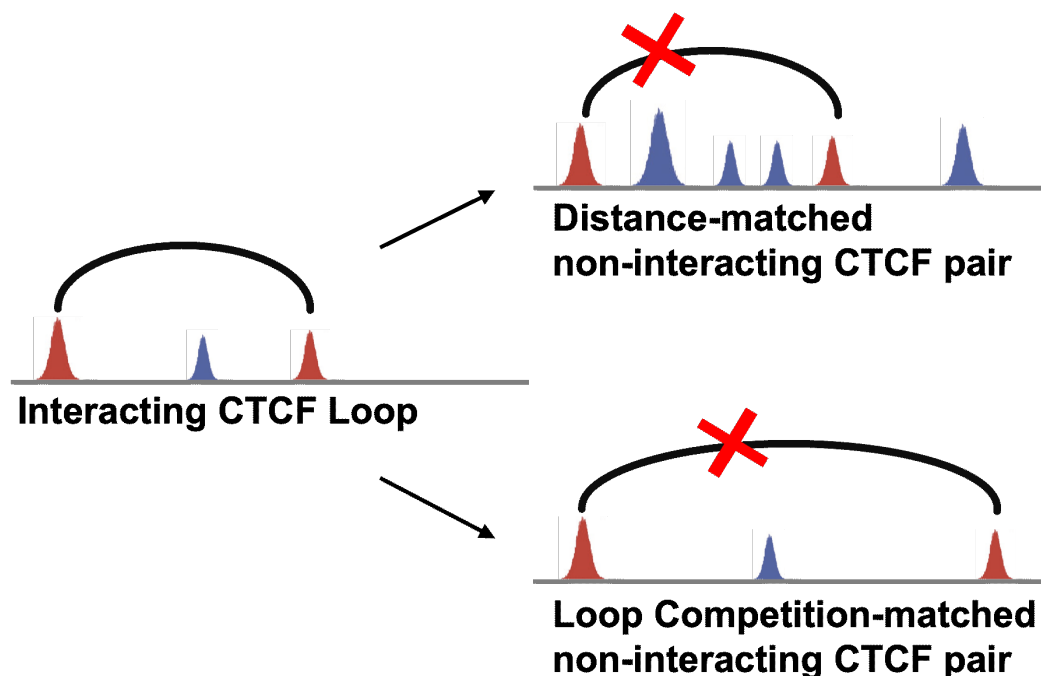 Distance-matched
non-interacting CTCF pair
Interacting CTCF Loop
Loop Competition-matched
non-interacting CTCF pair